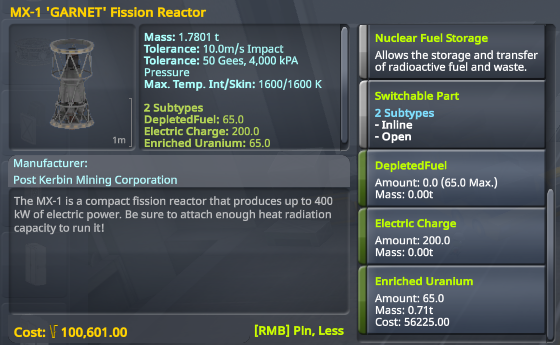 MX-1 'GARNET' Fission Reactor
Mass: 1.7801 t
Tolerance: 10.0m/s Impact
Tolerance: 50 Gees, 4,000 kPA
Pressure
Max. Temp. Int/Skin: 1600/1600 K
2 Subtypes
DepletedFuel: 65.0
Electric Charge: 200.0
Enriched Uranium: 65.0
1m
Manufacturer:
Post Kerbin Mining Corporation
The MX-1 is a compact fission reactor that produces up to 400
kW of electric power. Be sure to attach enough heat radiation
capacity to run it!
Cost: 100,601.00
[RMB] Pin, Less
Nuclear Fuel Storage
Allows the storage and transfer
of radioactive fuel and waste.
Switchable Part
2 Subtypes
- Inline
- Open
DepletedFuel
Amount: 0.0 (65.0 Max.)
Mass: 0.00t
Electric Charge
Amount: 200.0
Mass: 0.00t
Enriched Uranium
Amount: 65.0
Mass: 0.71t
Cost: 56225.00